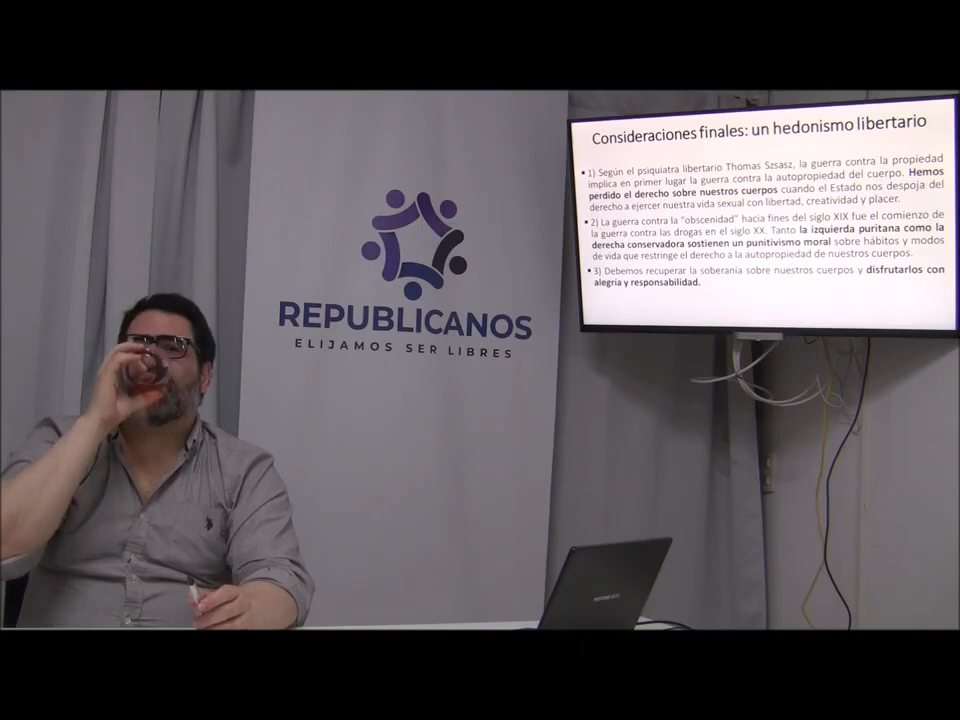 REPUBLICANOS
ELIJAMOS SER LIBRES
Consideraciones finales: un hedonismo libertario
▪ 1) Según el psiquiatra libertario Thomas Szsasz, la guerra contra la propiedad
implica en primer lugar la guerra contra la autopropiedad del cuerpo. Hemos
perdido el derecho sobre nuestros cuerpos cuando el Estado nos despoja del
derecho a ejercer nuestra vida sexual con libertad, creatividad y placer.
▪ 2) La guerra contra la "obscenidad" hacia fines del siglo XIX fue el comienzo de
la guerra contra las drogas en el siglo XX. Tanto la izquierda puritana como la
derecha conservadora sostienen un punitivismo moral sobre hábitos y modos
de vida que restringe el derecho a la autopropiedad de nuestros cuerpos.
▪ 3) Debemos recuperar la soberanía sobre nuestros cuerpos y disfrutarlos con
alegría y responsabilidad.